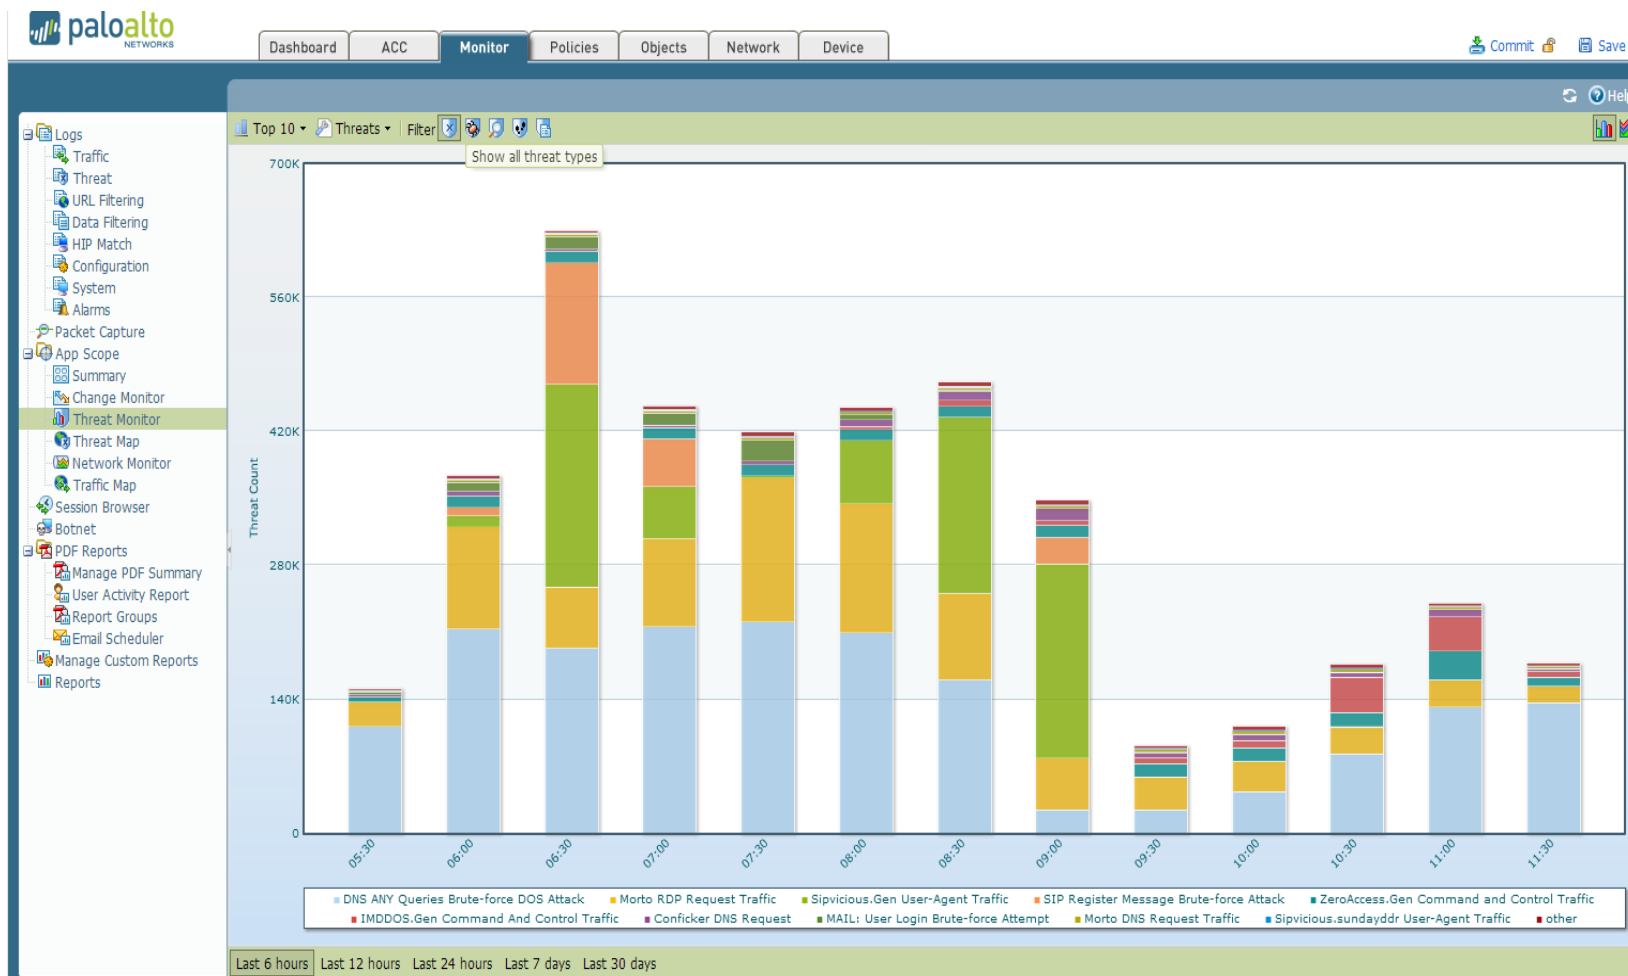 paloalto
NETWORKS
Dashboard ACC Monitor Policies Objects Network Device
Commit Save
Help
Top 10 Threats Filter
Show all threat types
Logs
Traffic
Threat
URL Filtering
Data Filtering
HIP Match
Configuration
System
Alarms
Packet Capture
App Scope
Summary
Change Monitor
Threat Monitor
Threat Map
Network Monitor
Traffic Map
Session Browser
Botnet
PDF Reports
Manage PDF Summary
User Activity Report
Report Groups
Email Scheduler
Manage Custom Reports
Reports
Threat Count
700K
560K
420K
280K
140K
0
05:30 06:00 06:30 07:00 07:30 08:00 08:30 09:00 09:30 10:00 10:30 11:00 11:30
DNS ANY Queries Brute-force DOS Attack Morto RDP Request Traffic Sipvicious.Gen User-Agent Traffic SIP Register Message Brute-force Attack ZeroAccess.Gen Command and Control Traffic
IMDDOS.Gen Command And Control Traffic Conficker DNS Request MAIL: User Login Brute-force Attempt Morto DNS Request Traffic Sipvicious.sundayddr User-Agent Traffic other
Last 6 hours Last 12 hours Last 24 hours Last 7 days Last 30 days